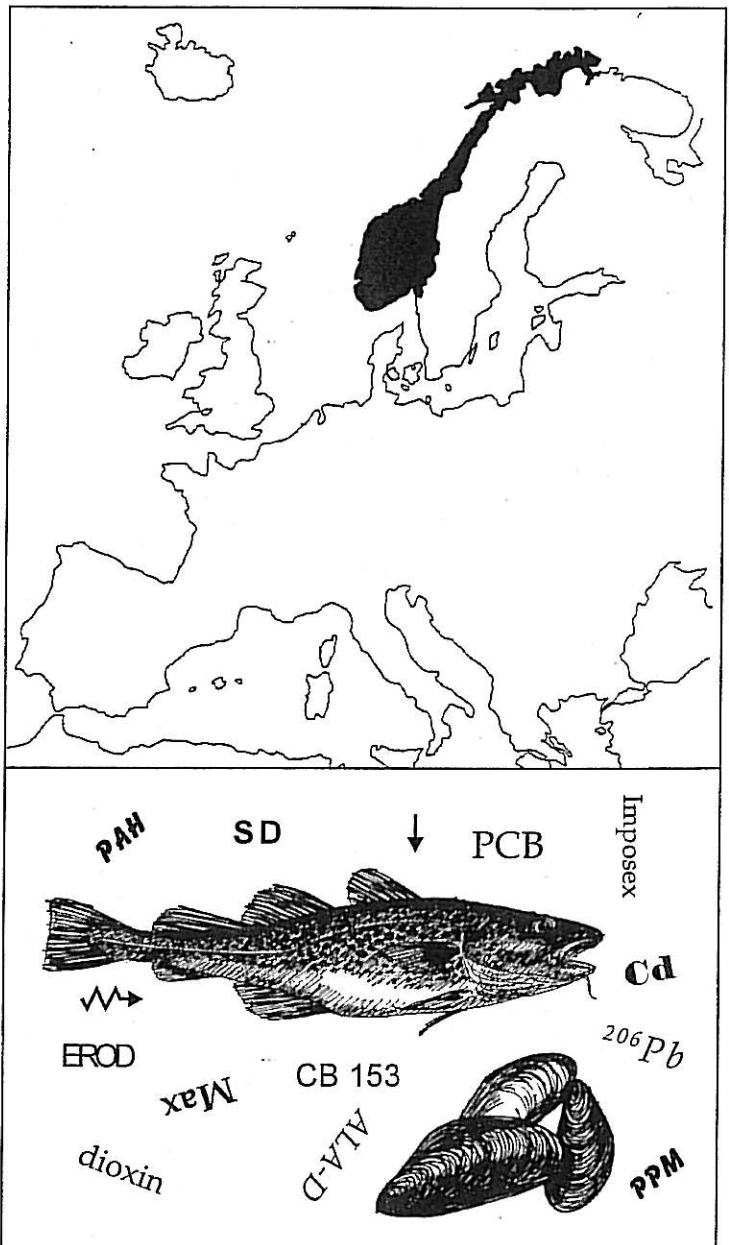 PAH
SD
PCB
Imposex
Cd
EROD
206Pb
Max
CB 153
dioxin
ALA-D
PPM